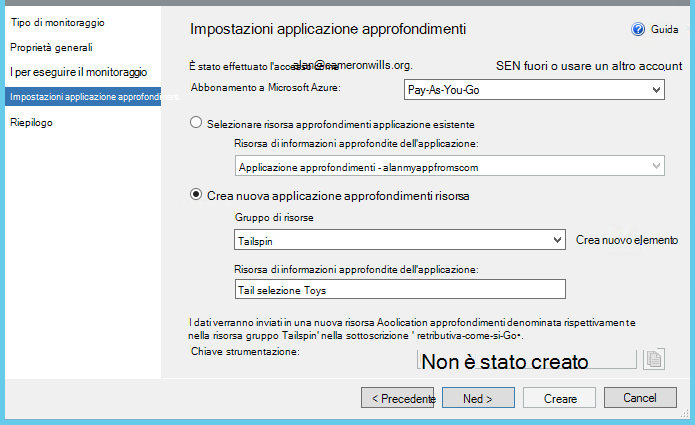 Tipo di monitoraggio
Proprietà generali
I per eseguire il monitoraggio
Impostazioni applicazione approfondimenti
Riepilogo
Impostazioni applicazione approfondimenti
Guida
È stato effettuato l'accesso come alan@cameronwills.org.
SEN fuori o usare un altro account
Abbonamento a Microsoft Azure:
Pay-As-You-Go
Selezionare risorsa approfondimenti applicazione esistente
Risorsa di informazioni approfondite dell'applicazione:
Applicazione approfondimenti - alanmyappfromscom
Crea nuova applicazione approfondimenti risorsa
Gruppo di risorse
Tailspin
Crea nuovo elemento
Risorsa di informazioni approfondite dell'applicazione:
Tail selezione Toys
I dati verranno inviati in una nuova risorsa Aoolication approfondimenti denominata rispettivamente
nella risorsa gruppo Tailspin' nella sottoscrizione ' retributiva-come-si-Go•.
Chiave strumentazione:
Non è stato creato
< Precedente
Ned >
Creare
Cancel